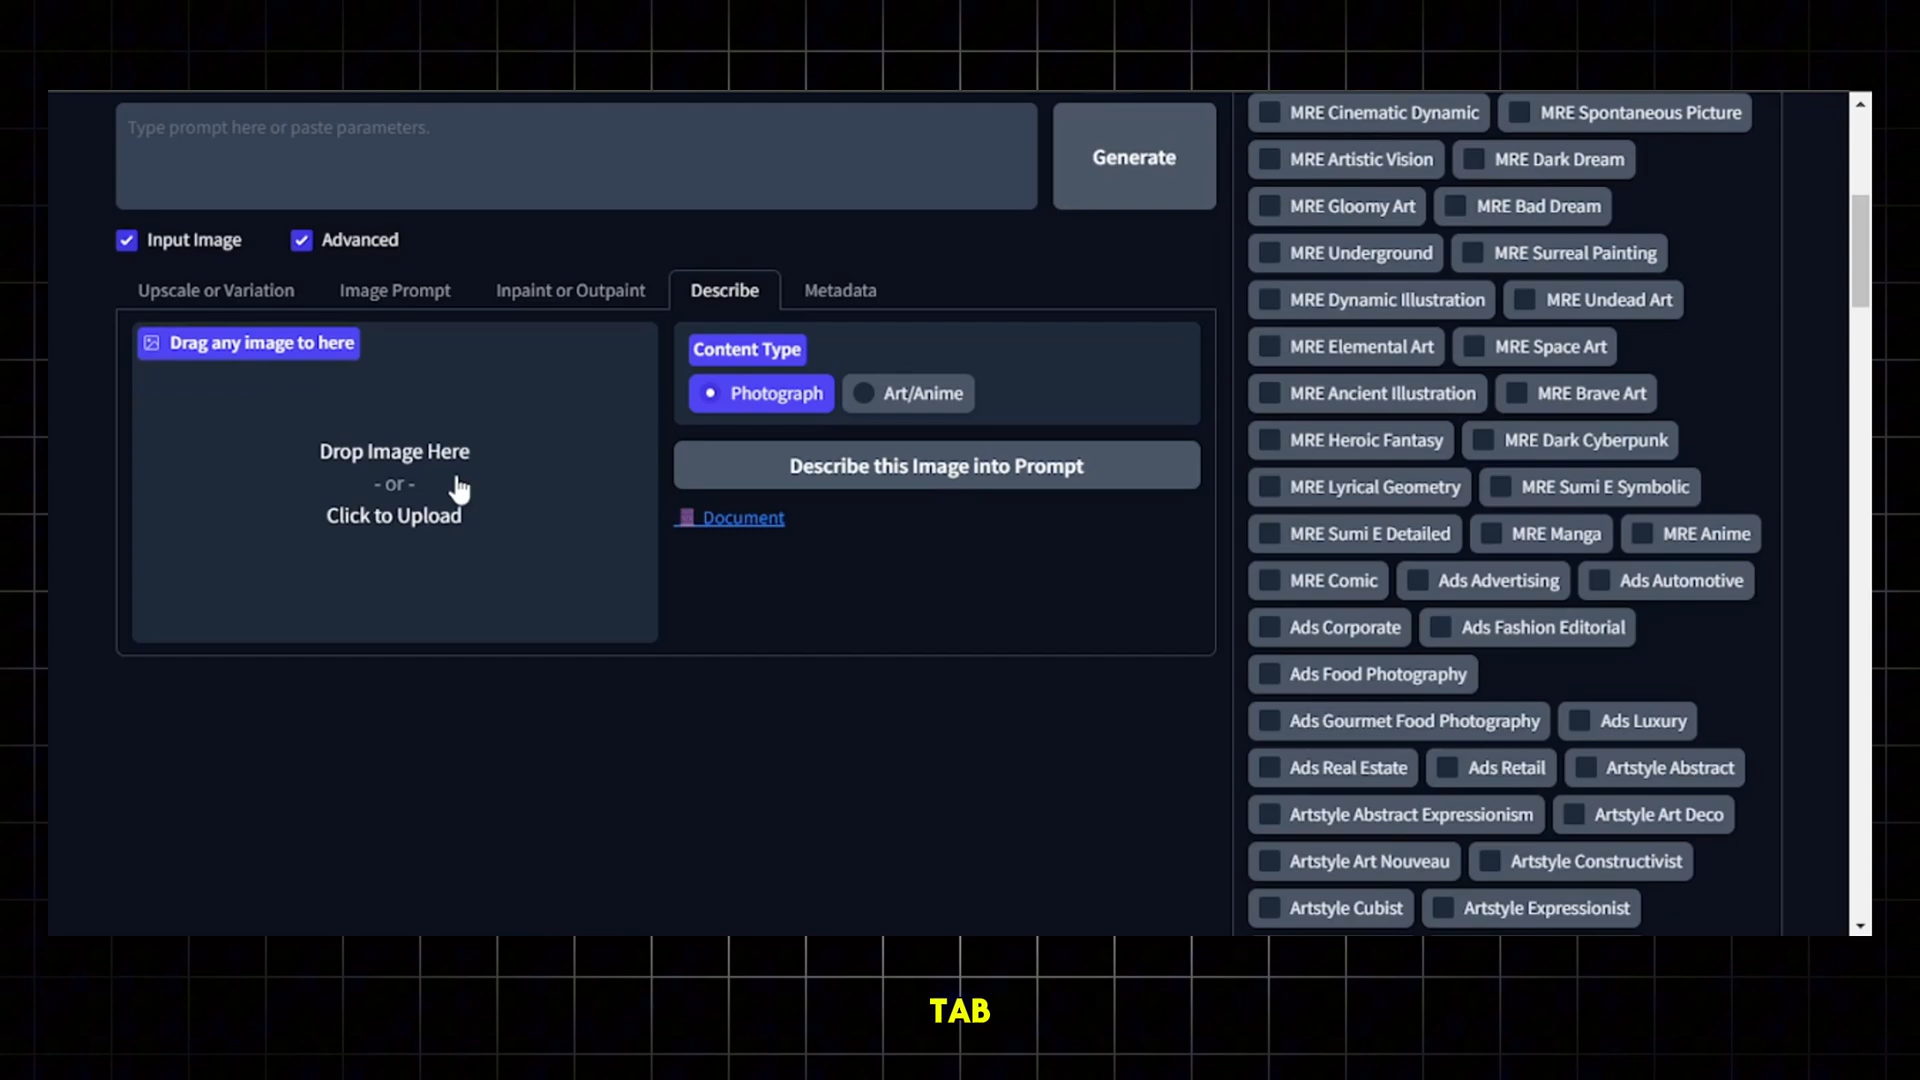 Type prompt here or paste parameters.
Generate
Input Image
Advanced
Upscale or Variation
Image Prompt
Inpaint or Outpaint
Describe
Metadata
Drag any image to here
Drop Image Here
- or -
Click to Upload
Content Type
Photograph
Art/Anime
Describe this Image into Prompt
Document
MRE Cinematic Dynamic
MRE Spontaneous Picture
MRE Artistic Vision
MRE Dark Dream
MRE Gloomy Art
MRE Bad Dream
MRE Underground
MRE Surreal Painting
MRE Dynamic Illustration
MRE Undead Art
MRE Elemental Art
MRE Space Art
MRE Ancient Illustration
MRE Brave Art
MRE Heroic Fantasy
MRE Dark Cyberpunk
MRE Lyrical Geometry
MRE Sumi E Symbolic
MRE Sumi E Detailed
MRE Manga
MRE Anime
MRE Comic
Ads Advertising
Ads Automotive
Ads Corporate
Ads Fashion Editorial
Ads Food Photography
Ads Gourmet Food Photography
Ads Luxury
Ads Real Estate
Ads Retail
Artstyle Abstract
Artstyle Abstract Expressionism
Artstyle Art Deco
Artstyle Art Nouveau
Artstyle Constructivist
Artstyle Cubist
Artstyle Expressionist
TAB